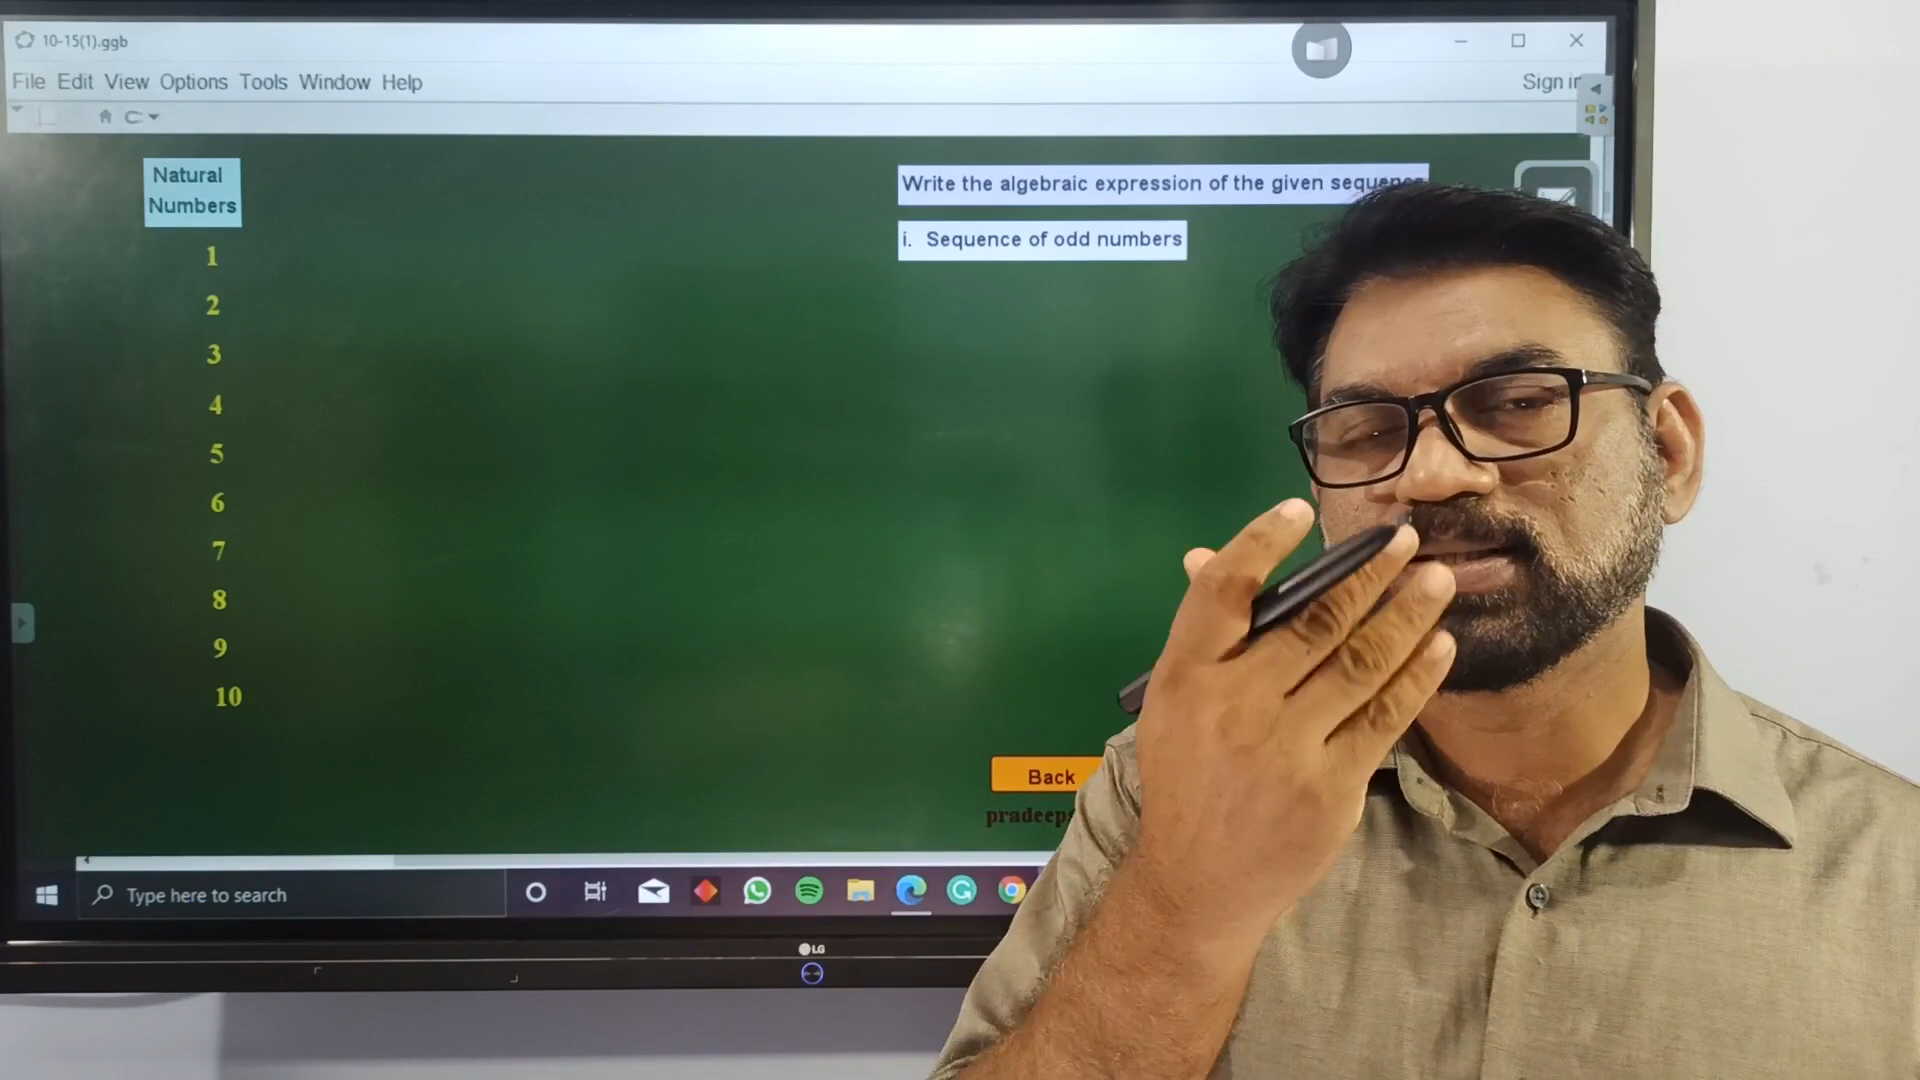 10-15(1).ggb
File Edit View Options Tools Window Help
Sign in
Natural
Numbers
1
2
3
4
5
6
7
8
9
10
Write the algebraic expression of the given sequence
i. Sequence of odd numbers
Back
Type here to search
LG